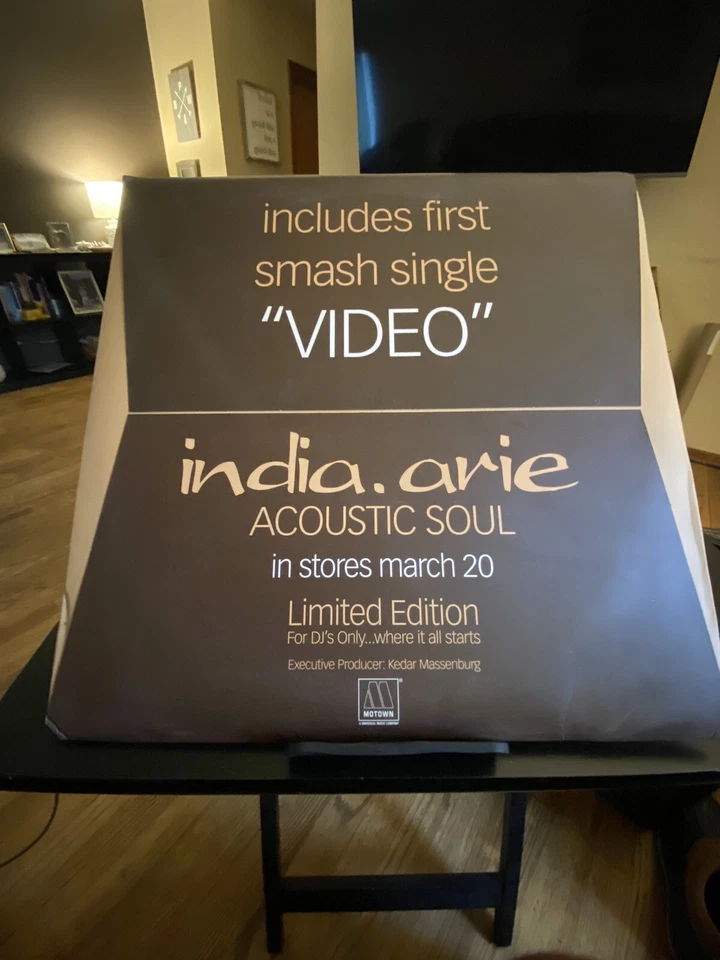 includes first
smash single
“VIDEO”
india.arie
ACOUSTIC SOUL
in stores march 20
Limited Edition
For DJ's Only...where it all starts
Executive Producer: Kedar Massenburg
MOTOWN